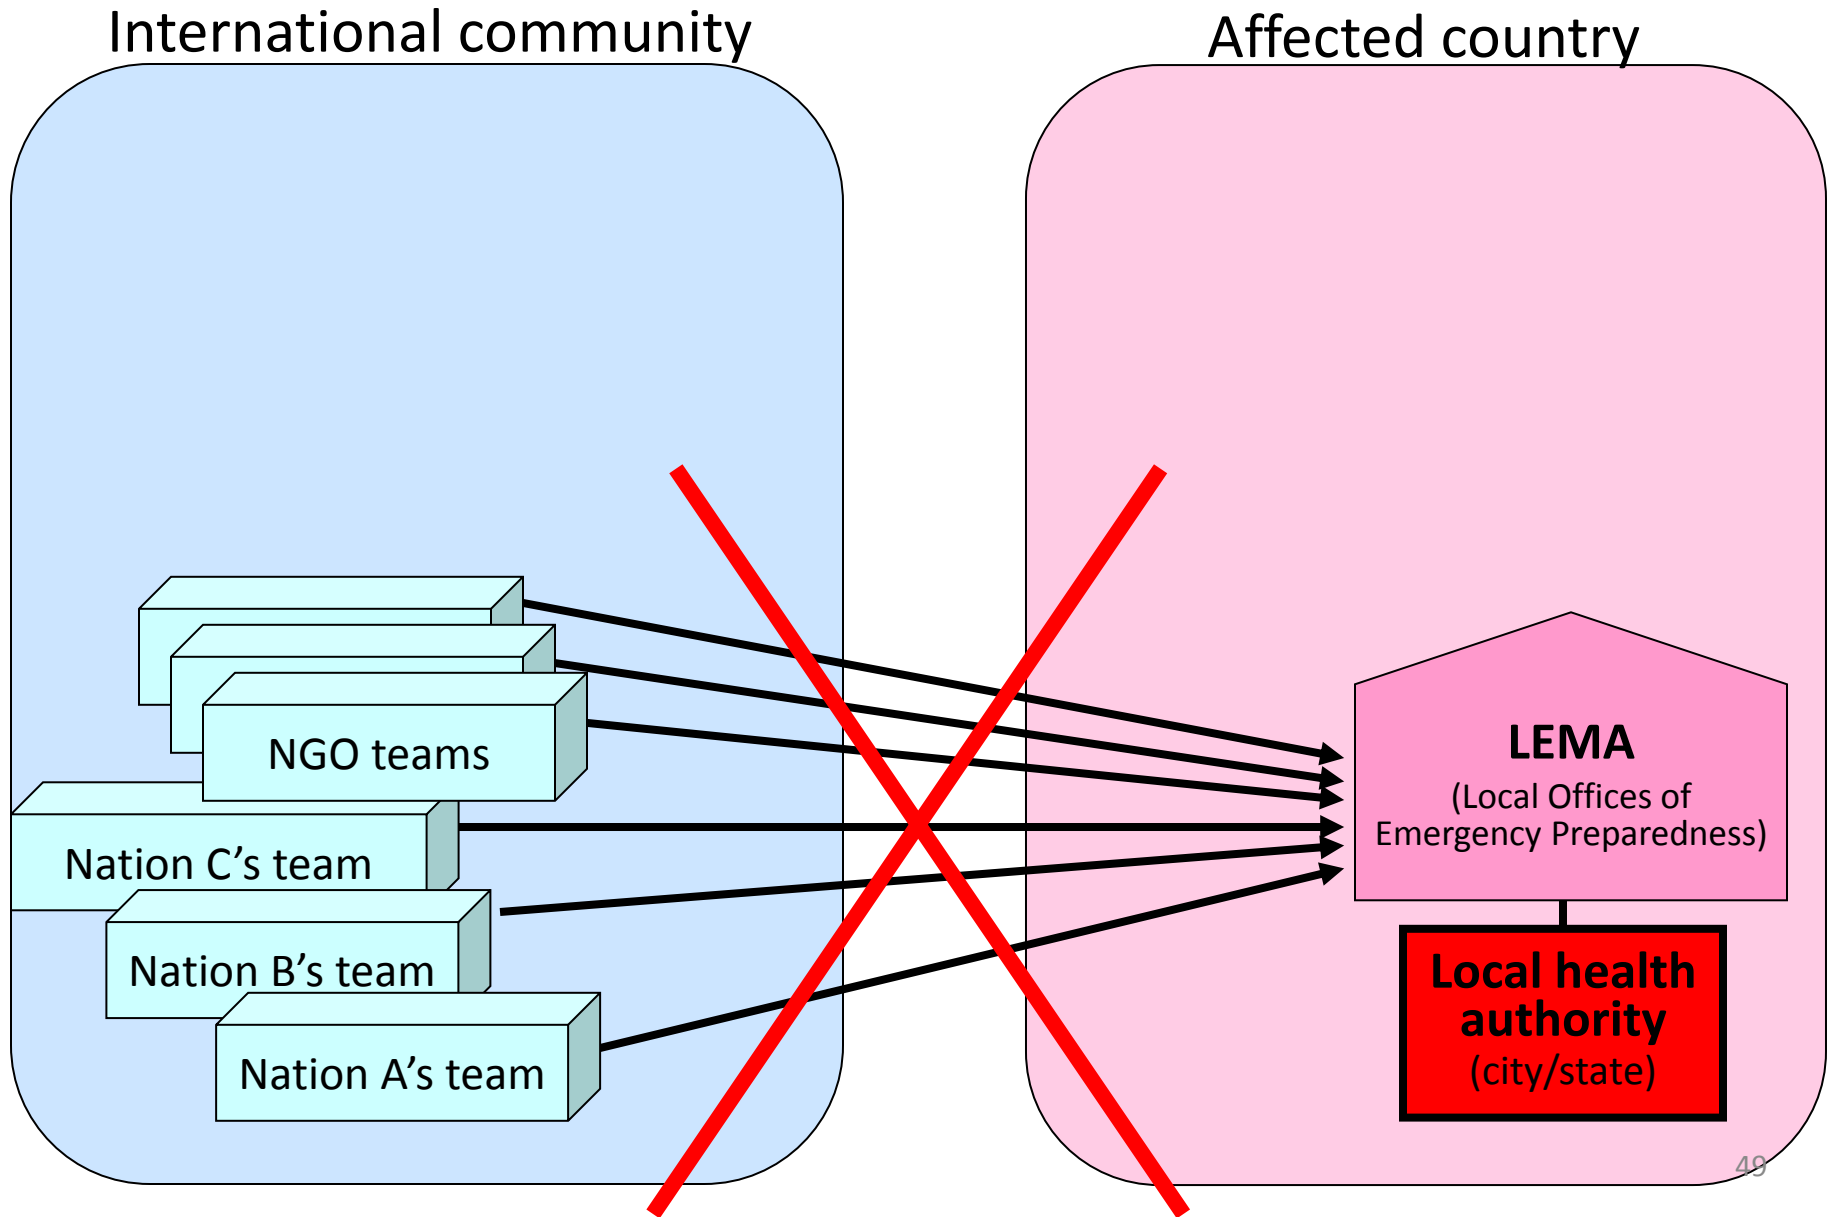 International community
Affected country
NGO teams
Nation C’s team
Nation B’s team
Nation A’s team
LEMA
(Local Offices of
Emergency Preparedness)
Local health
authority
(city/state)
49